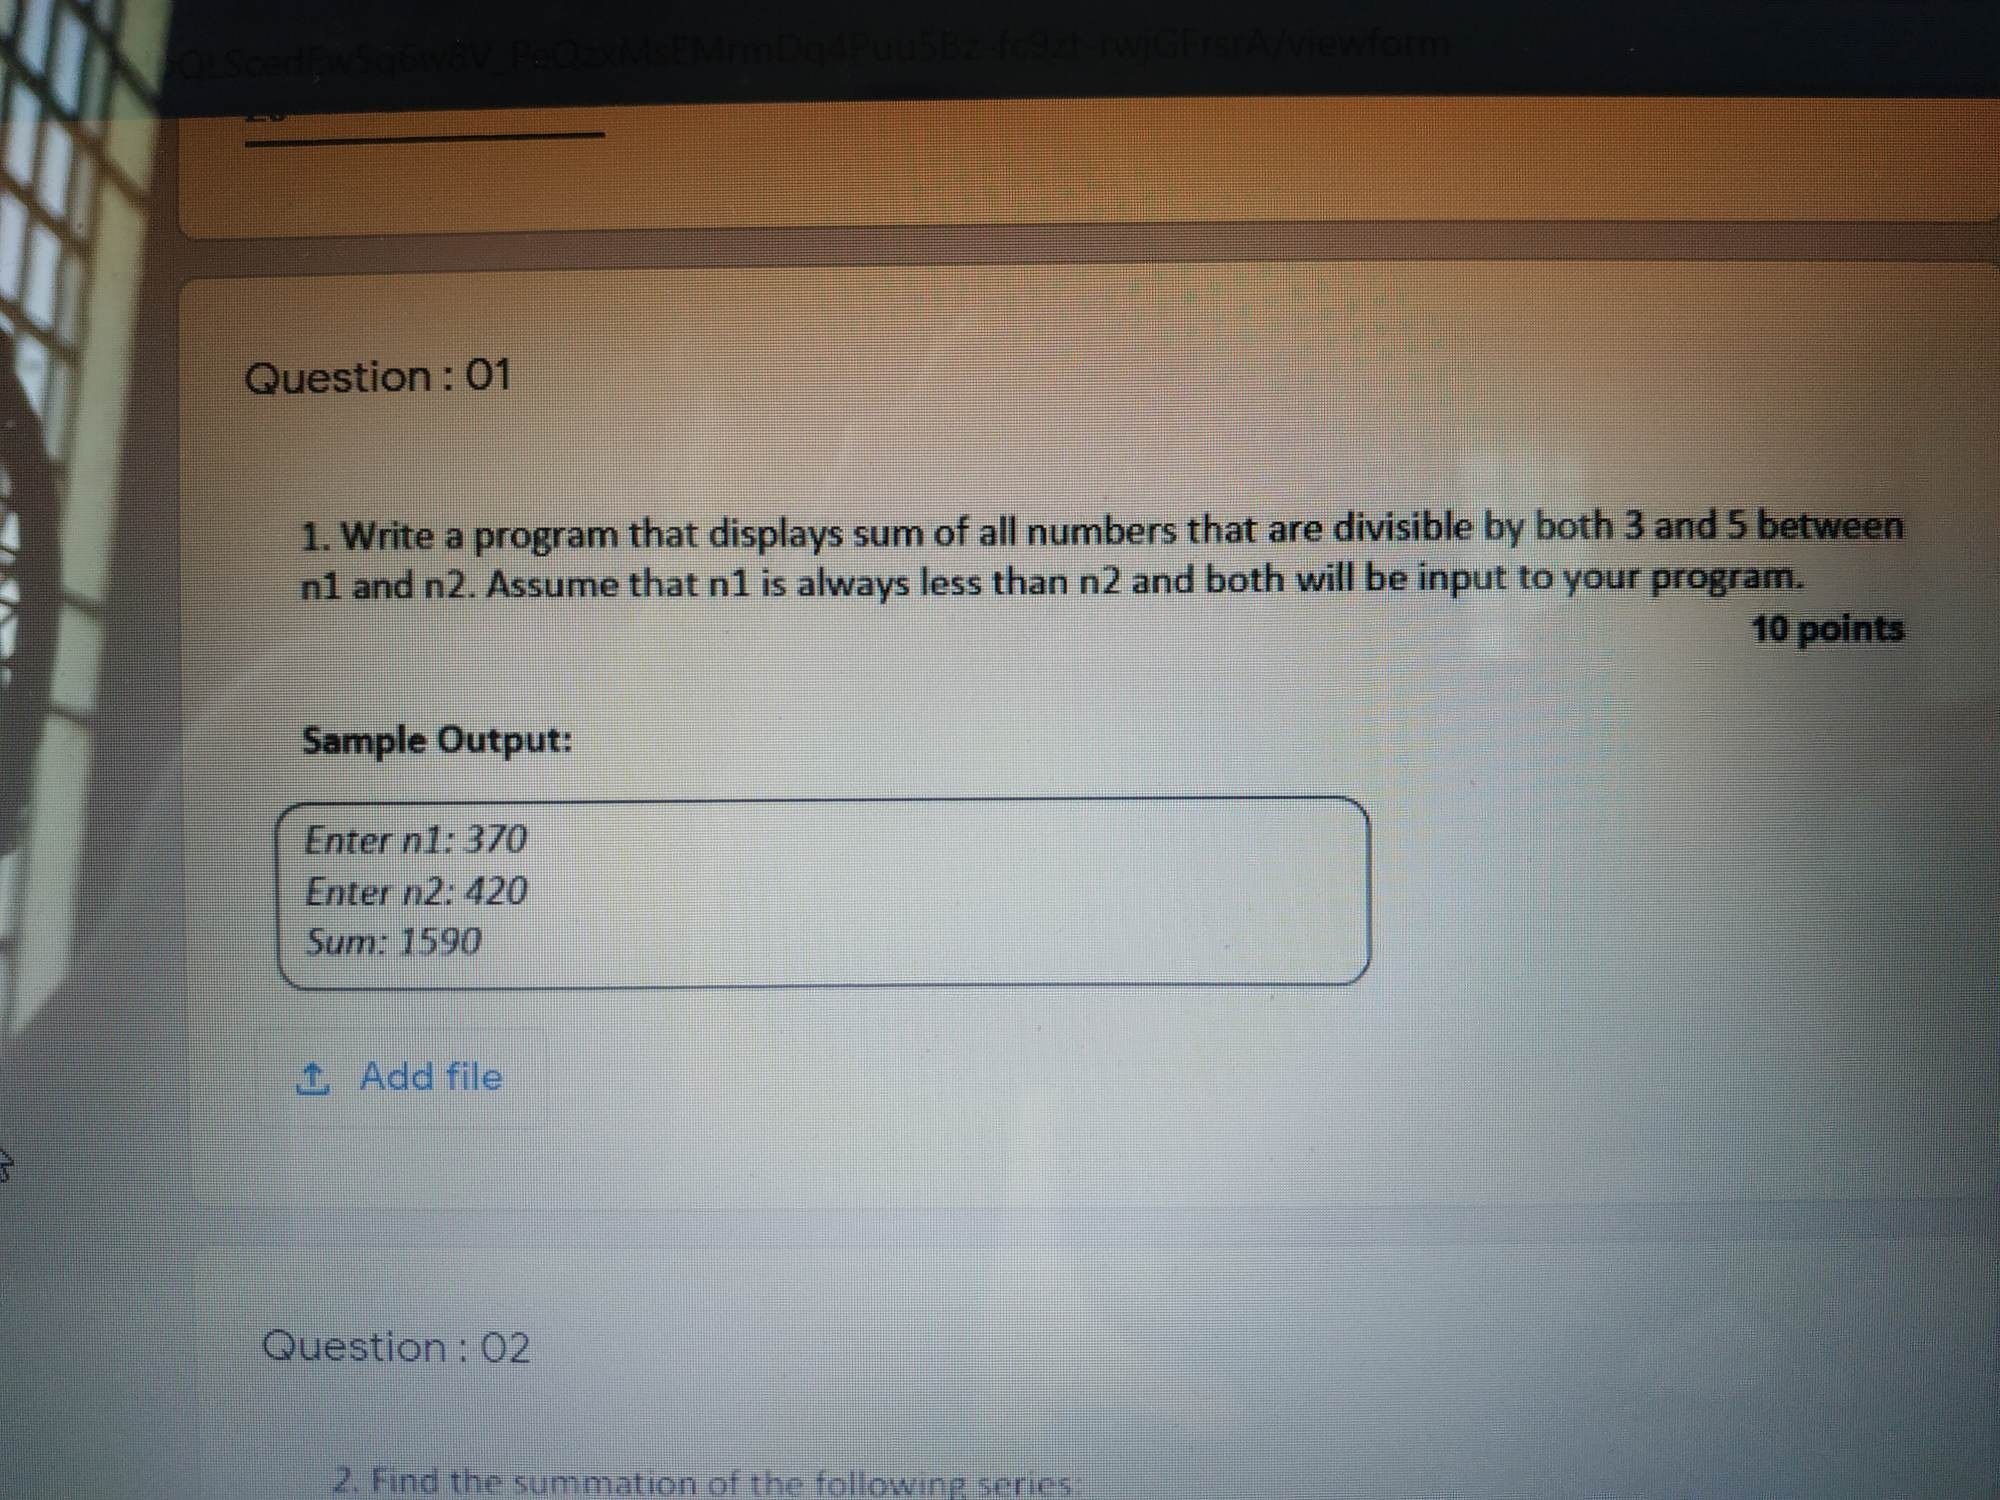 Question : 01
1. Write a program that displays sum of all numbers that are divisible by both 3 and 5 between
n1 and n2. Assume that n1 is always less than n2 and both will be input to your program.
10 points
Sample Output:
Enter n1: 370
Enter n2: 420
Sum: 1590
Add file
Question : 02
2. Find the summation of the following series: